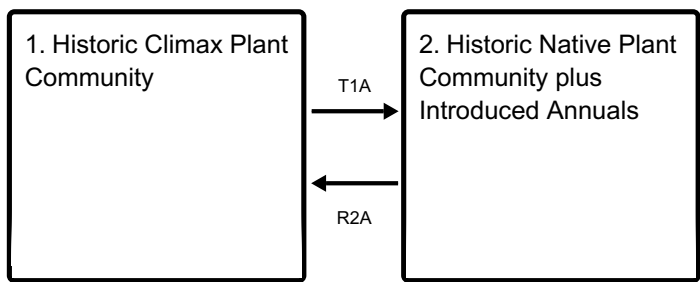 1. Historic Climax Plant
Community
T1A
R2A
2. Historic Native Plant
Community plus
Introduced Annuals